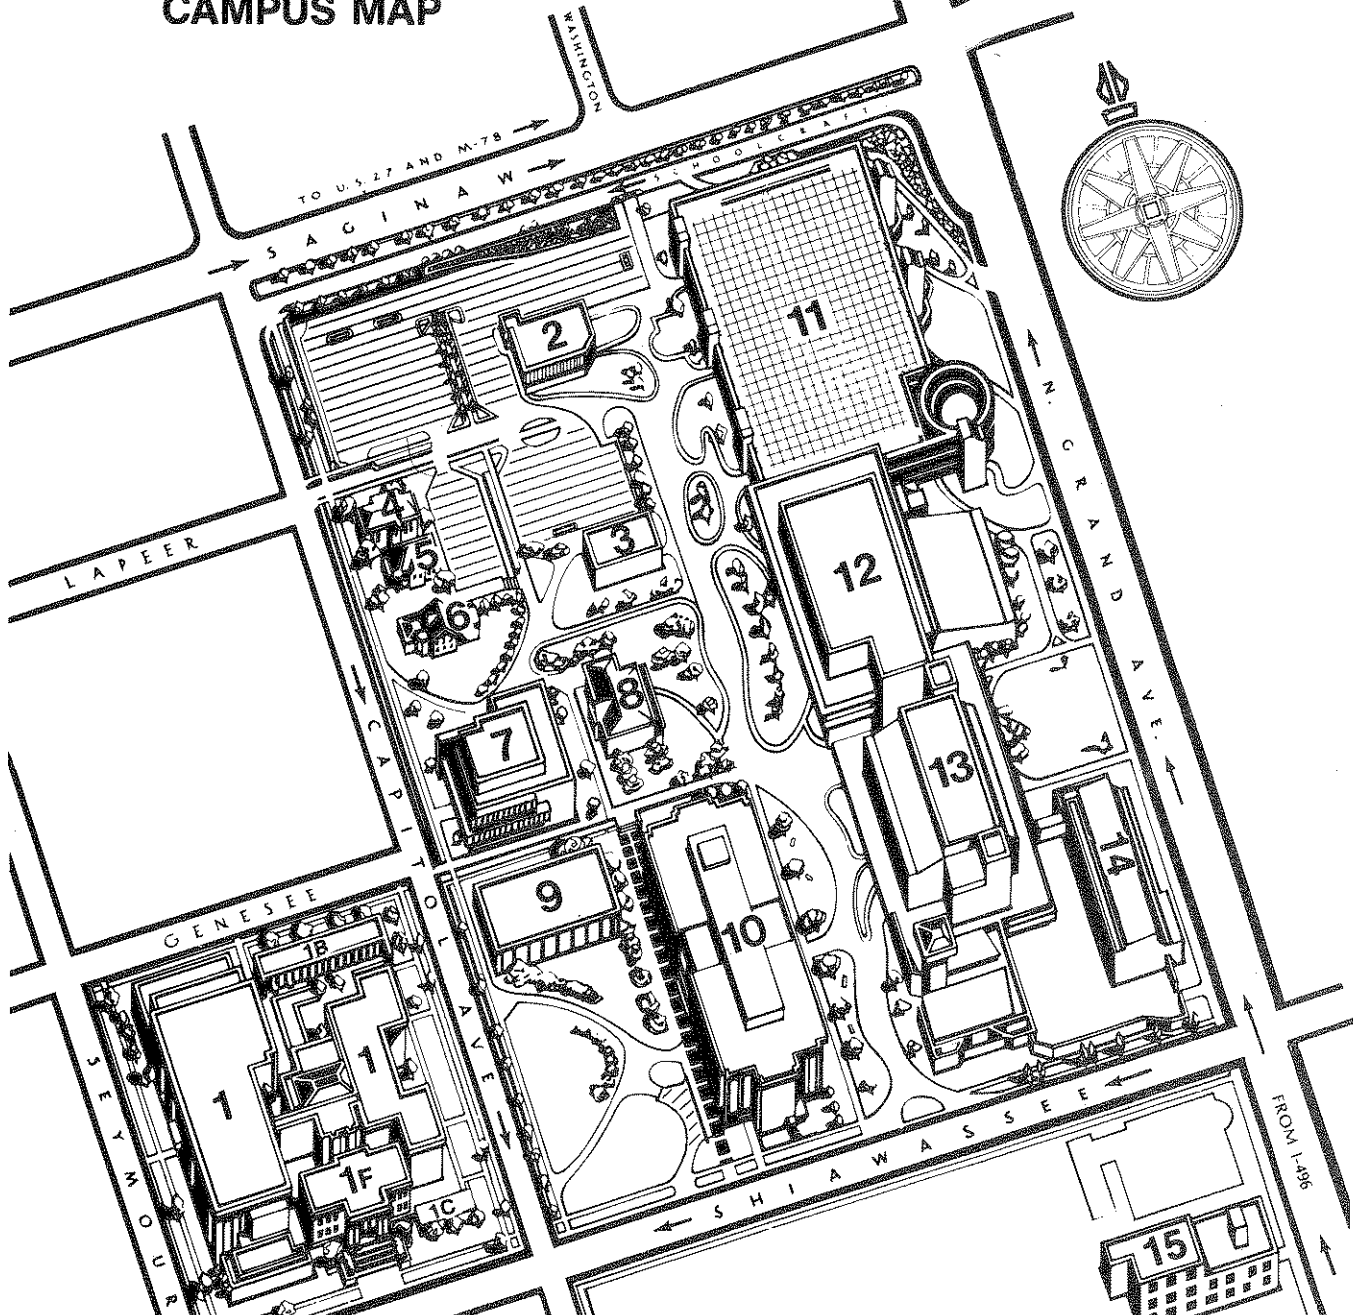 CAMPUS MAP
WASHINGTON
TO U.S. 27 AND M-78
SAGINAW
SCHOOLCRAFT
2
11
N. GRAND AVE.
4
5
3
LAPEER
12
6
8
7
13
CAPITOL AVE
14
9
10
GENESEE
1B
1
1
SEYMOUR
1F
1C
SHIAWASSEE
FROM I-496
15